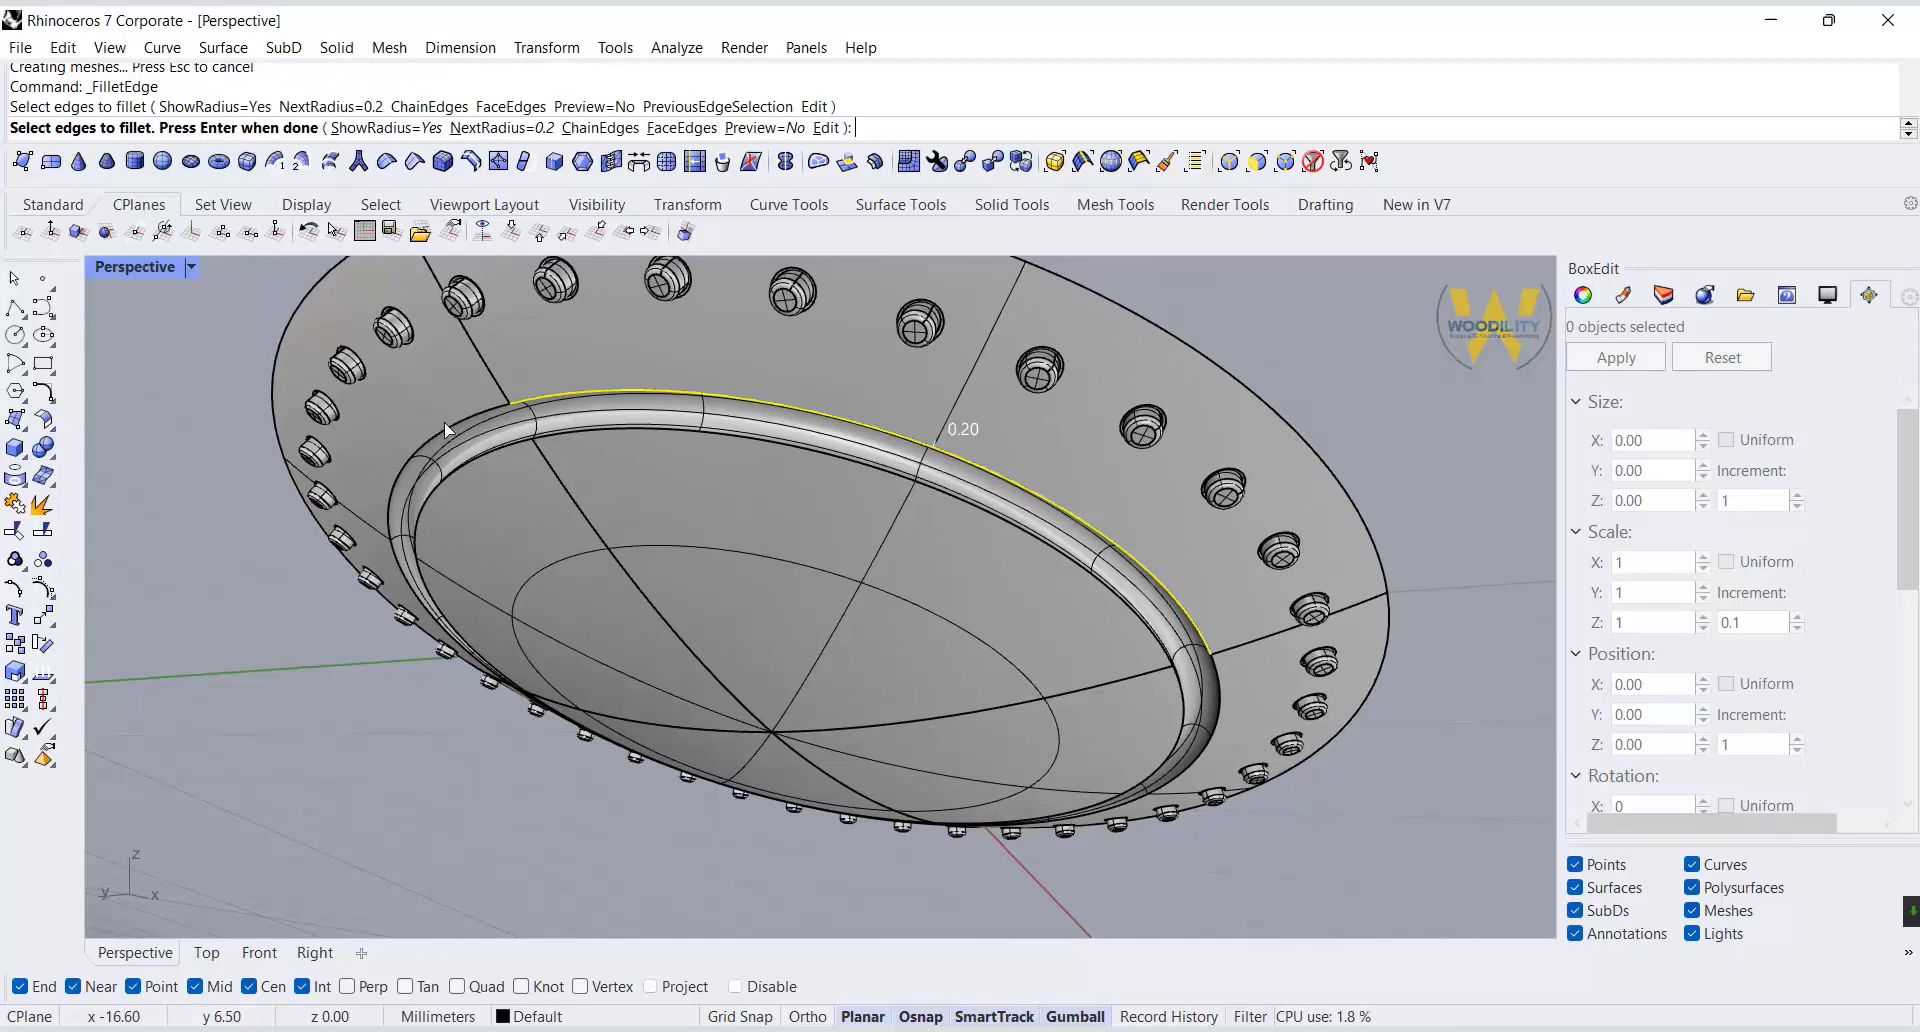 Rhinoceros 7 Corporate - [Perspective]
File Edit View Curve Surface SubD Solid Mesh Dimension Transform Tools Analyze Render Panels Help
Creating meshes... Press Esc to cancel
Command: _FilletEdge
Select edges to fillet ( ShowRadius=Yes NextRadius=0.2 ChainEdges FaceEdges Preview=No PreviousEdgeSelection Edit )
Select edges to fillet. Press Enter when done ( ShowRadius=Yes NextRadius=0.2 ChainEdges FaceEdges Preview=No Edit ):
Standard CPlanes Set View Display Select Viewport Layout Visibility Transform Curve Tools Surface Tools Solid Tools Mesh Tools Render Tools Drafting New in V7
Perspective
BoxEdit
WOODILITY
0 objects selected
Apply Reset
Size:
X: 0.00 Uniform
Y: 0.00 Increment:
Z: 0.00 1
Scale:
X: 1 Uniform
Y: 1 Increment:
Z: 1 0.1
Position:
X: 0.00 Uniform
Y: 0.00 Increment:
Z: 0.00 1
Rotation:
X: 0 Uniform
0.20
z
y x
Points Curves
Surfaces Polysurfaces
SubDs Meshes
Annotations Lights
Perspective Top Front Right
End Near Point Mid Cen Int Perp Tan Quad Knot Vertex Project Disable
CPlane x -16.60 y 6.50 z 0.00 Millimeters Default Grid Snap Ortho Planar Osnap SmartTrack Gumball Record History Filter CPU use: 1.8 %